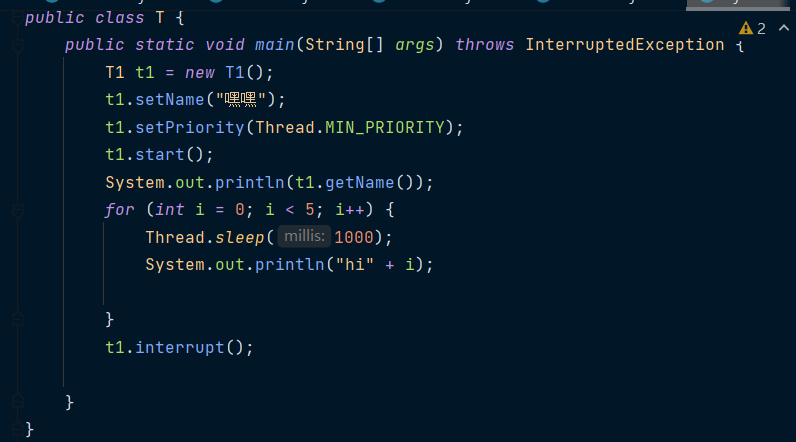 public class T {
2
public static void main(String[] args) throws InterruptedException {
T1 t1 = new T1();
t1.setName("嘿嘿");
t1.setPriority(Thread.MIN_PRIORITY);
t1.start();
System.out.println(t1.getName());
for (int i = 0; i < 5; i++) {
Thread.sleep( millis: 1000);
System.out.println("hi" + i);
}
t1.interrupt();
}
}